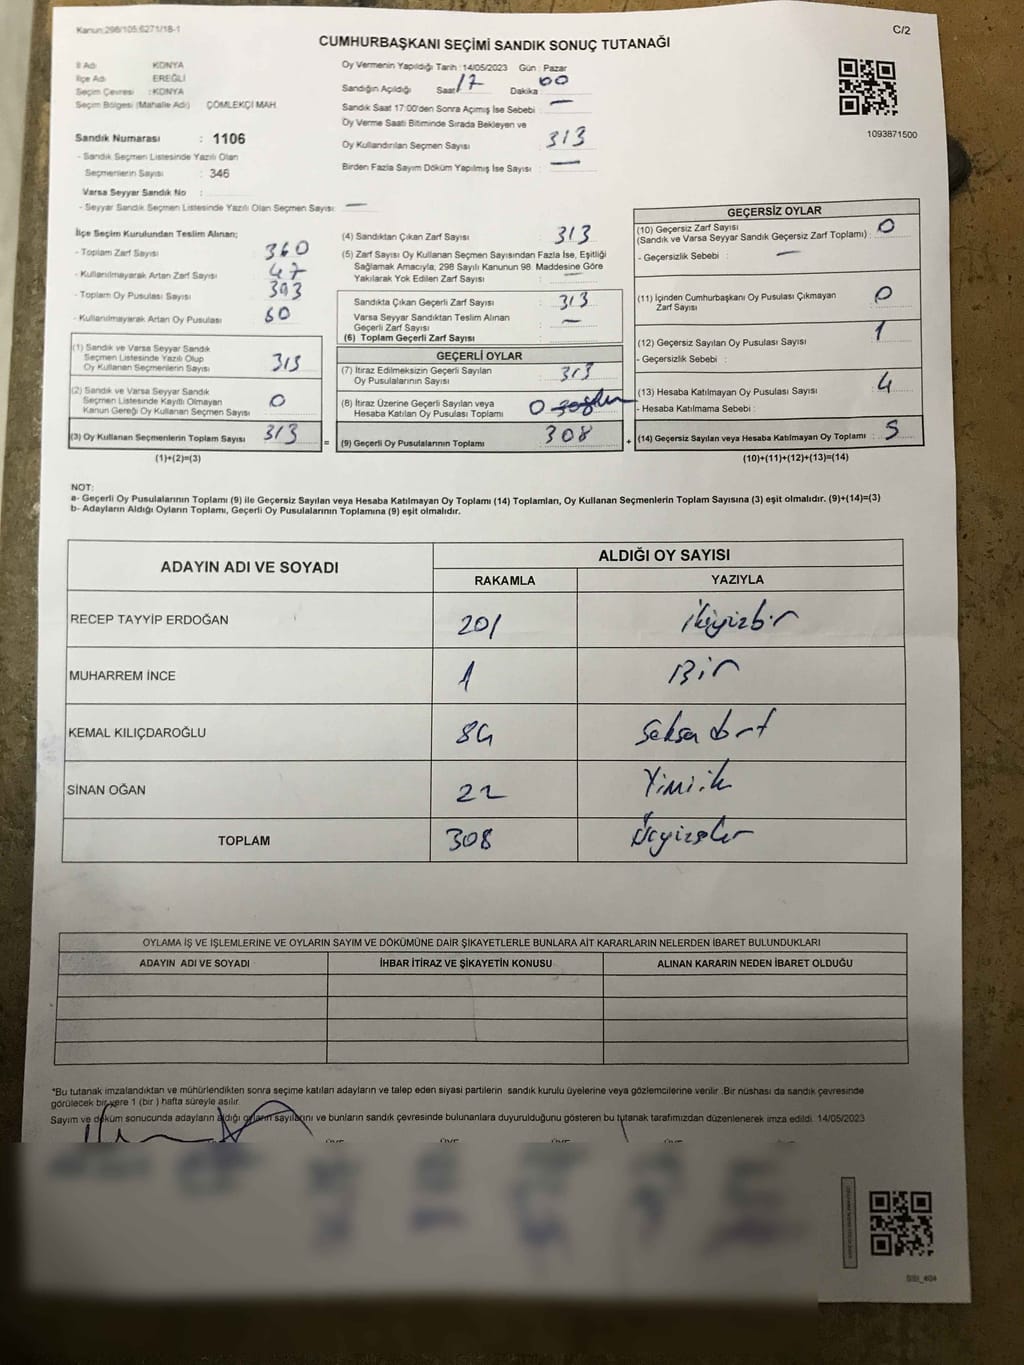 Kanun:298/105:6271/18-1
C/2
CUMHURBAŞKANI SEÇİMİ SANDIK SONUÇ TUTANAĞI
İl Adı : KONYA
İlçe Adı : EREĞLİ
Seçim Çevresi : KONYA
Seçim Bölgesi (Mahalle Adı) : ÇÖMLEKÇİ MAH.
Sandık Numarası : 1106
- Sandık Seçmen Listesinde Yazılı Olan
Seçmenlerin Sayısı : 346
Varsa Seyyar Sandık No :
- Seyyar Sandık Seçmen Listesinde Yazılı Olan Seçmen Sayısı: —
Oy Vermenin Yapıldığı Tarih :14/05/2023 Gün : Pazar
Sandığın Açıldığı Saat: 17 Dakika : 00
Sandık Saat 17:00'den Sonra Açımış İse Sebebi : —
Oy Verme Saati Bitiminde Sırada Bekleyen ve
Oy Kullandırılan Seçmen Sayısı : 313
Birden Fazla Sayım Döküm Yapılmış İse Sayısı : —
1093871500
İlçe Seçim Kurulundan Teslim Alınan;
- Toplam Zarf Sayısı : 360
- Kullanılmayarak Artan Zarf Sayısı : 47
- Toplam Oy Pusulası Sayısı : 393
- Kullanılmayarak Artan Oy Pusulası : 80
(1) Sandık ve Varsa Seyyar Sandık
Seçmen Listesinde Yazılı Olup
Oy Kullanan Seçmenlerin Sayısı : 313
(2) Sandık ve Varsa Seyyar Sandık
Seçmen Listesinde Kayıtlı Olmayan
Kanun Gereği Oy Kullanan Seçmen Sayısı : 0
(3) Oy Kullanan Seçmenlerin Toplam Sayısı : 313
(1)+(2)=(3)
(4) Sandıktan Çıkan Zarf Sayısı : 313
(5) Zarf Sayısı Oy Kullanan Seçmen Sayısından Fazla İse, Eşitliği
Sağlamak Amacıyla, 298 Sayılı Kanunun 98. Maddesine Göre
Yakılarak Yok Edilen Zarf Sayısı : —
Sandıkta Çıkan Geçerli Zarf Sayısı : 313
Varsa Seyyar Sandıktan Teslim Alınan
Geçerli Zarf Sayısı : —
(6) Toplam Geçerli Zarf Sayısı :
GEÇERLİ OYLAR
(7) İtiraz Edilmeksizin Geçerli Sayılan
Oy Pusulalarının Sayısı : 313
(8) İtiraz Üzerine Geçerli Sayılan veya
Hesaba Katılan Oy Pusulası Toplamı : 0
= (9) Geçerli Oy Pusulalarının Toplamı : 308
GEÇERSİZ OYLAR
(10) Geçersiz Zarf Sayısı
(Sandık ve Varsa Seyyar Sandık Geçersiz Zarf Toplamı) : 0
- Geçersizlik Sebebi : —
(11) İçinden Cumhurbaşkanı Oy Pusulası Çıkmayan
Zarf Sayısı : 0
(12) Geçersiz Sayılan Oy Pusulası Sayısı : 1
- Geçersizlik Sebebi :
(13) Hesaba Katılmayan Oy Pusulası Sayısı : 4
- Hesaba Katılmama Sebebi :
+ (14) Geçersiz Sayılan veya Hesaba Katılmayan Oy Toplamı : 5
(10)+(11)+(12)+(13)=(14)
NOT:
a- Geçerli Oy Pusulalarının Toplamı (9) ile Geçersiz Sayılan veya Hesaba Katılmayan Oy Toplamı (14) Toplamları, Oy Kullanan Seçmenlerin Toplam Sayısına (3) eşit olmalıdır. (9)+(14)=(3)
b- Adayların Aldığı Oyların Toplamı, Geçerli Oy Pusulalarının Toplamına (9) eşit olmalıdır.
ADAYIN ADI VE SOYADI
ALDIĞI OY SAYISI
RAKAMLA YAZIYLA
RECEP TAYYİP ERDOĞAN 201 ikiyüzbir
MUHARREM İNCE 1 Bir
KEMAL KILIÇDAROĞLU 84 Seksendört
SİNAN OĞAN 22 Yirmiiki
TOPLAM 308 Üçyüzsekiz
OYLAMA İŞ VE İŞLEMLERİNE VE OYLARIN SAYIM VE DÖKÜMÜNE DAİR ŞİKAYETLERLE BUNLARA AİT KARARLARIN NELERDEN İBARET BULUNDUKLARI
ADAYIN ADI VE SOYADI İHBAR İTİRAZ VE ŞİKAYETİN KONUSU ALINAN KARARIN NEDEN İBARET OLDUĞU
*Bu tutanak imzalandıktan ve mühürlendikten sonra seçime katılan adayların ve talep eden siyasi partilerin sandık kurulu üyelerine veya gözlemcilerine verilir. Bir nüshası da sandık çevresinde
görülecek bir yere 1 (bir ) hafta süreyle asılır.
Sayım ve döküm sonucunda adayların aldığı oyların sayılarını ve bunların sandık çevresinde bulunanlara duyurulduğunu gösteren bu tutanak tarafımızdan düzenlenerek imza edildi. 14/05/2023